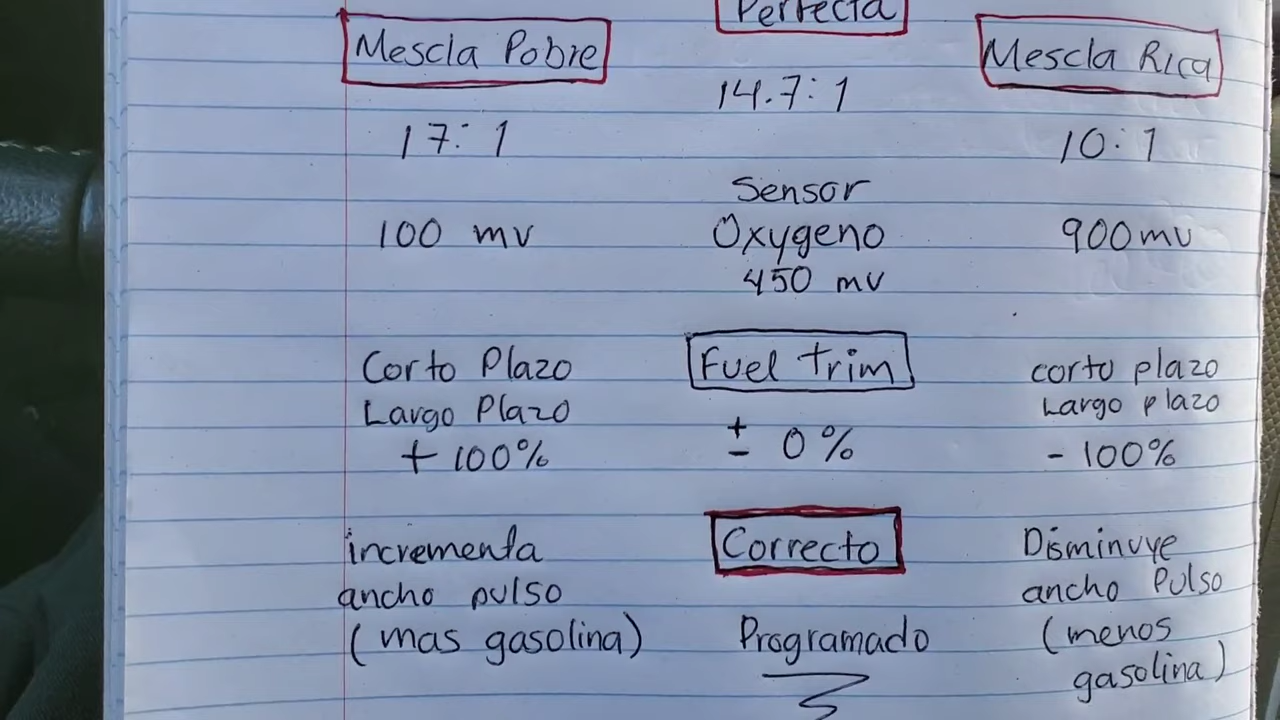 Perfecta
Mescla Pobre
Mescla Rica
14.7:1
17:1
10:1
Sensor
100 mv
Oxygeno
900mv
450 mv
Corto Plazo
Fuel trim
corto plazo
Largo Plazo
Largo plazo
+ 100%
± 0%
- 100%
incrementa
Correcto
Disminuye
ancho pulso
ancho Pulso
(mas gasolina)
Programado
(menos
gasolina)